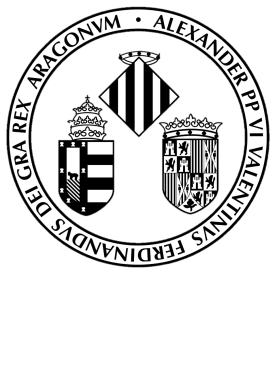 ALEXANDER PP VI VALENTINVS FERDINANDVS DEI GRA REX ARAGONVM •